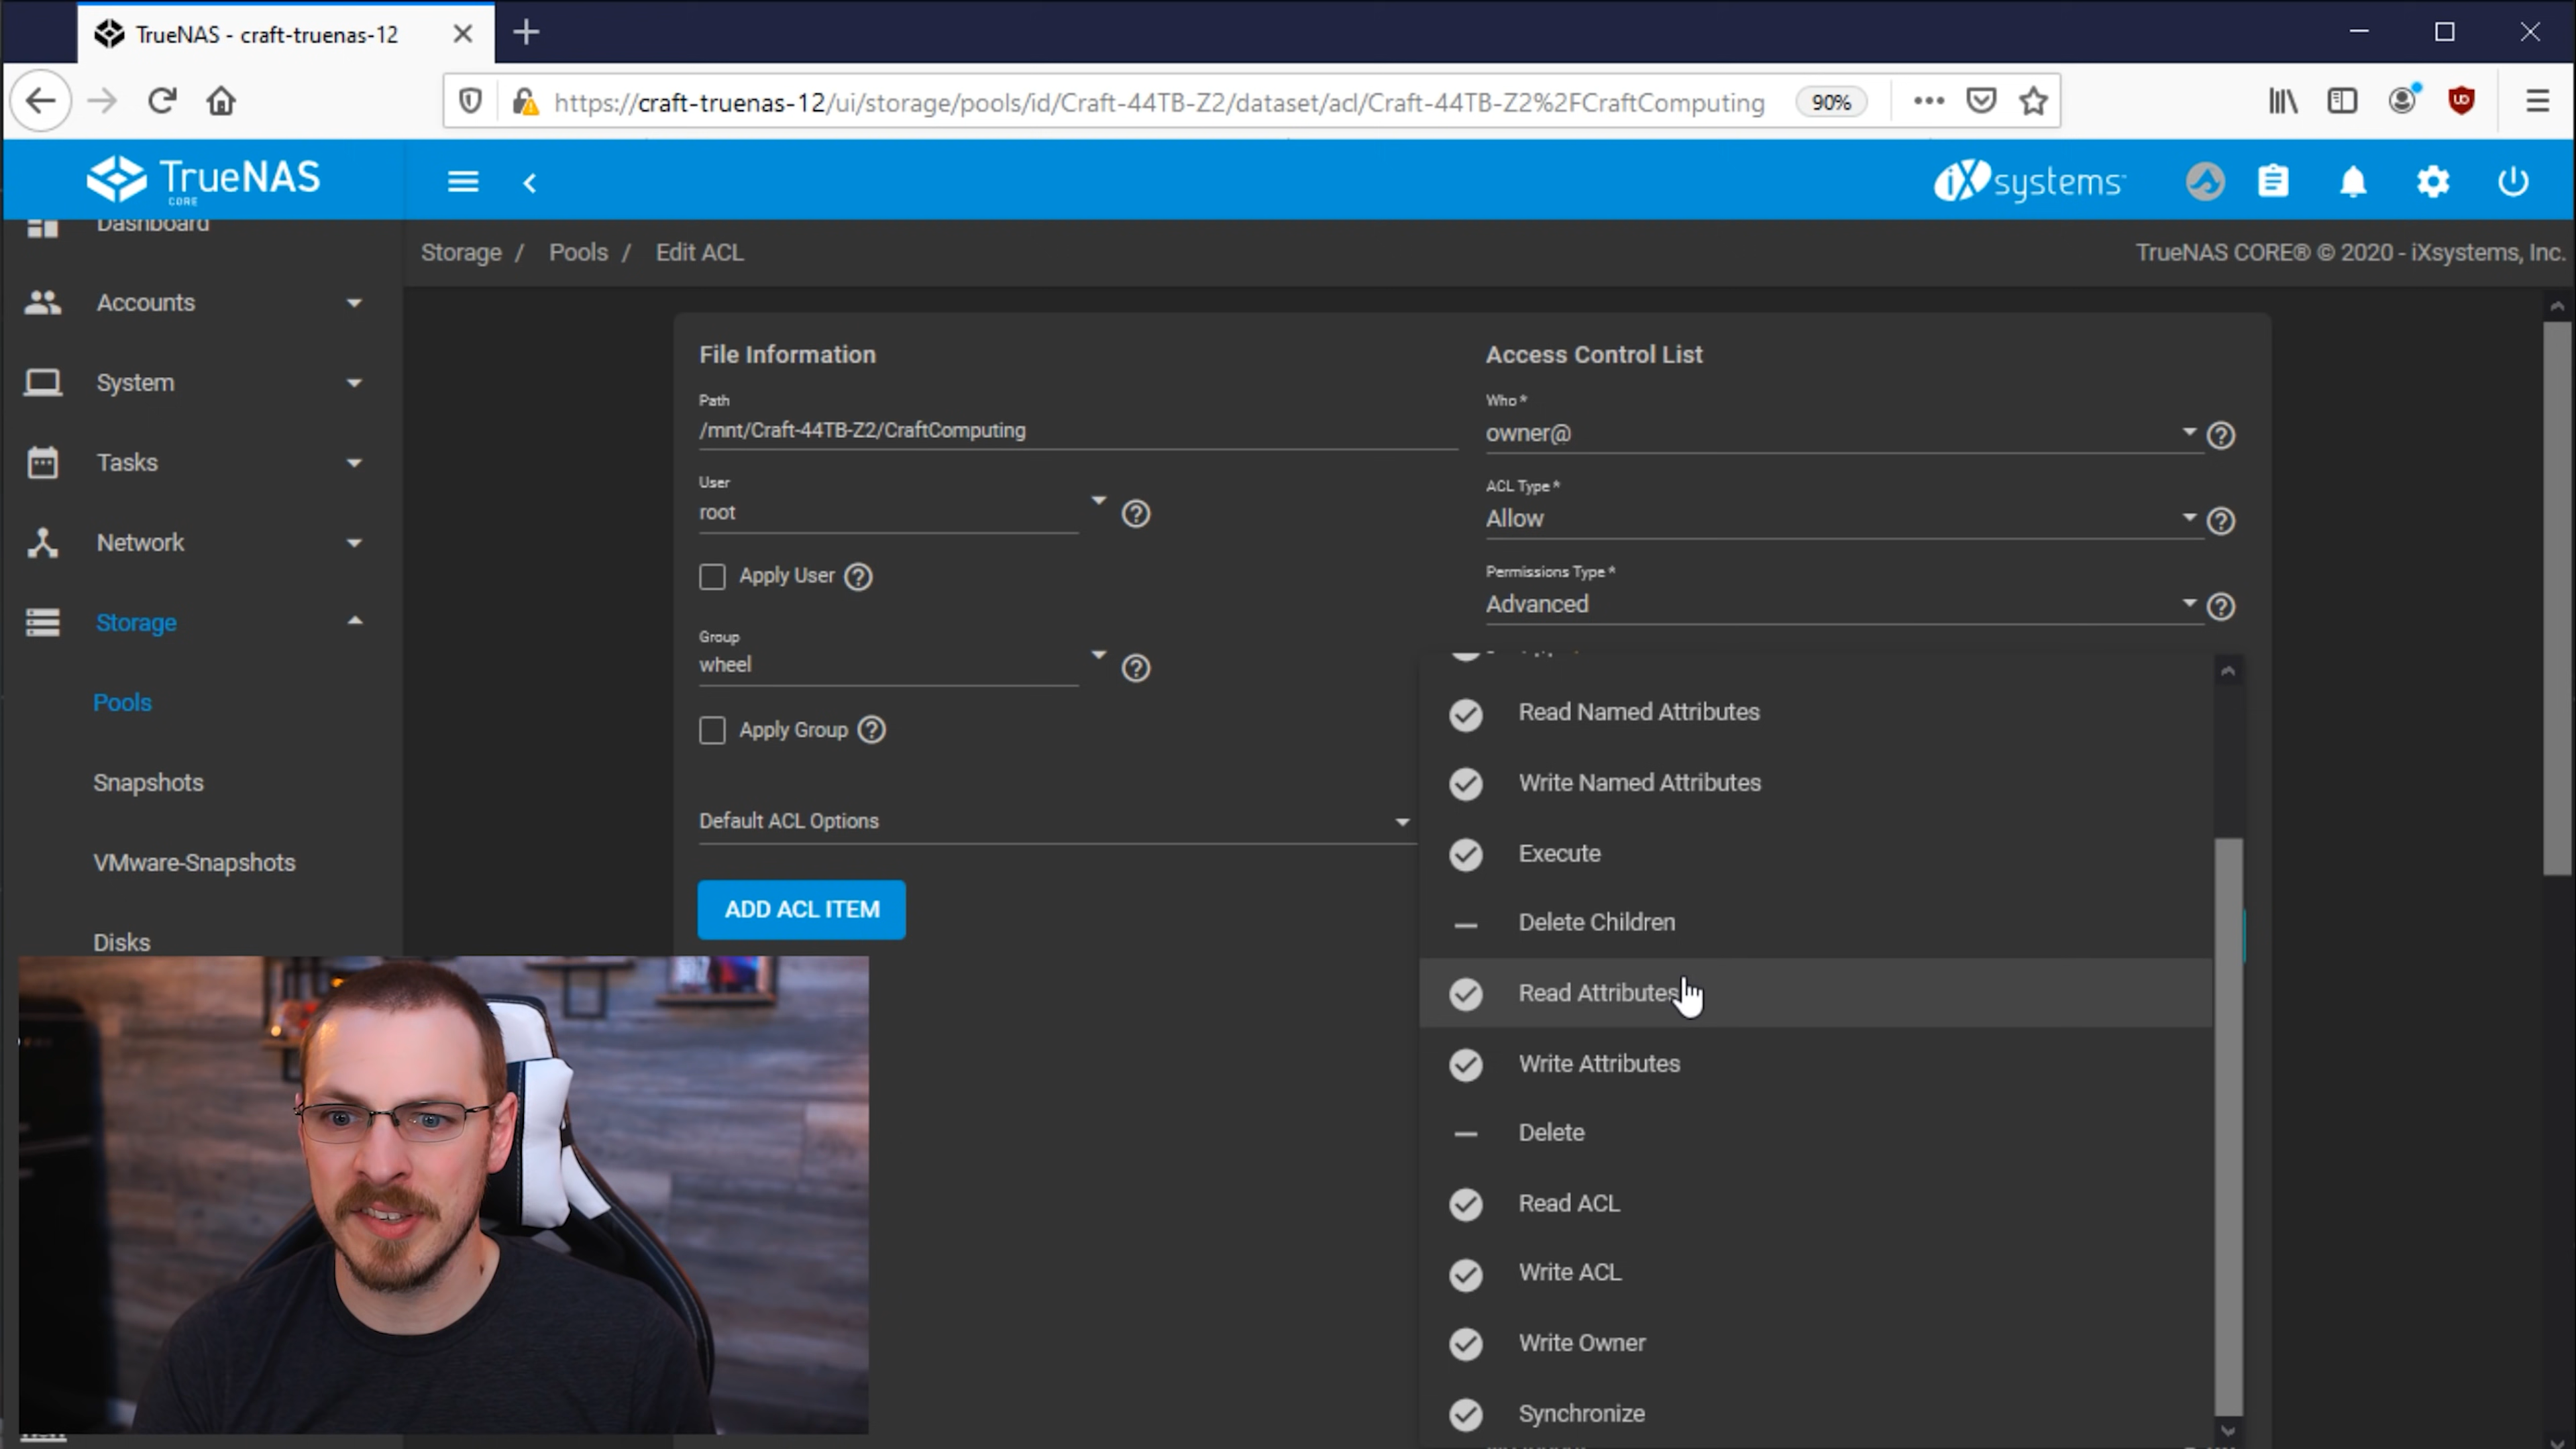 TrueNAS - craft-truenas-12
https://craft-truenas-12/ui/storage/pools/id/Craft-44TB-Z2/dataset/acl/Craft-44TB-Z2%2FCraftComputing
90%
TrueNAS
CORE
iXsystems
Dashboard
Storage / Pools / Edit ACL
TrueNAS CORE® © 2020 - iXsystems, Inc.
Accounts
System
Tasks
Network
Storage
Pools
Snapshots
VMware-Snapshots
Disks
File Information
Path
/mnt/Craft-44TB-Z2/CraftComputing
User
root
Apply User
Group
wheel
Apply Group
Default ACL Options
ADD ACL ITEM
Access Control List
Who *
owner@
ACL Type *
Allow
Permissions Type *
Advanced
Read Named Attributes
Write Named Attributes
Execute
Delete Children
Read Attributes
Write Attributes
Delete
Read ACL
Write ACL
Write Owner
Synchronize